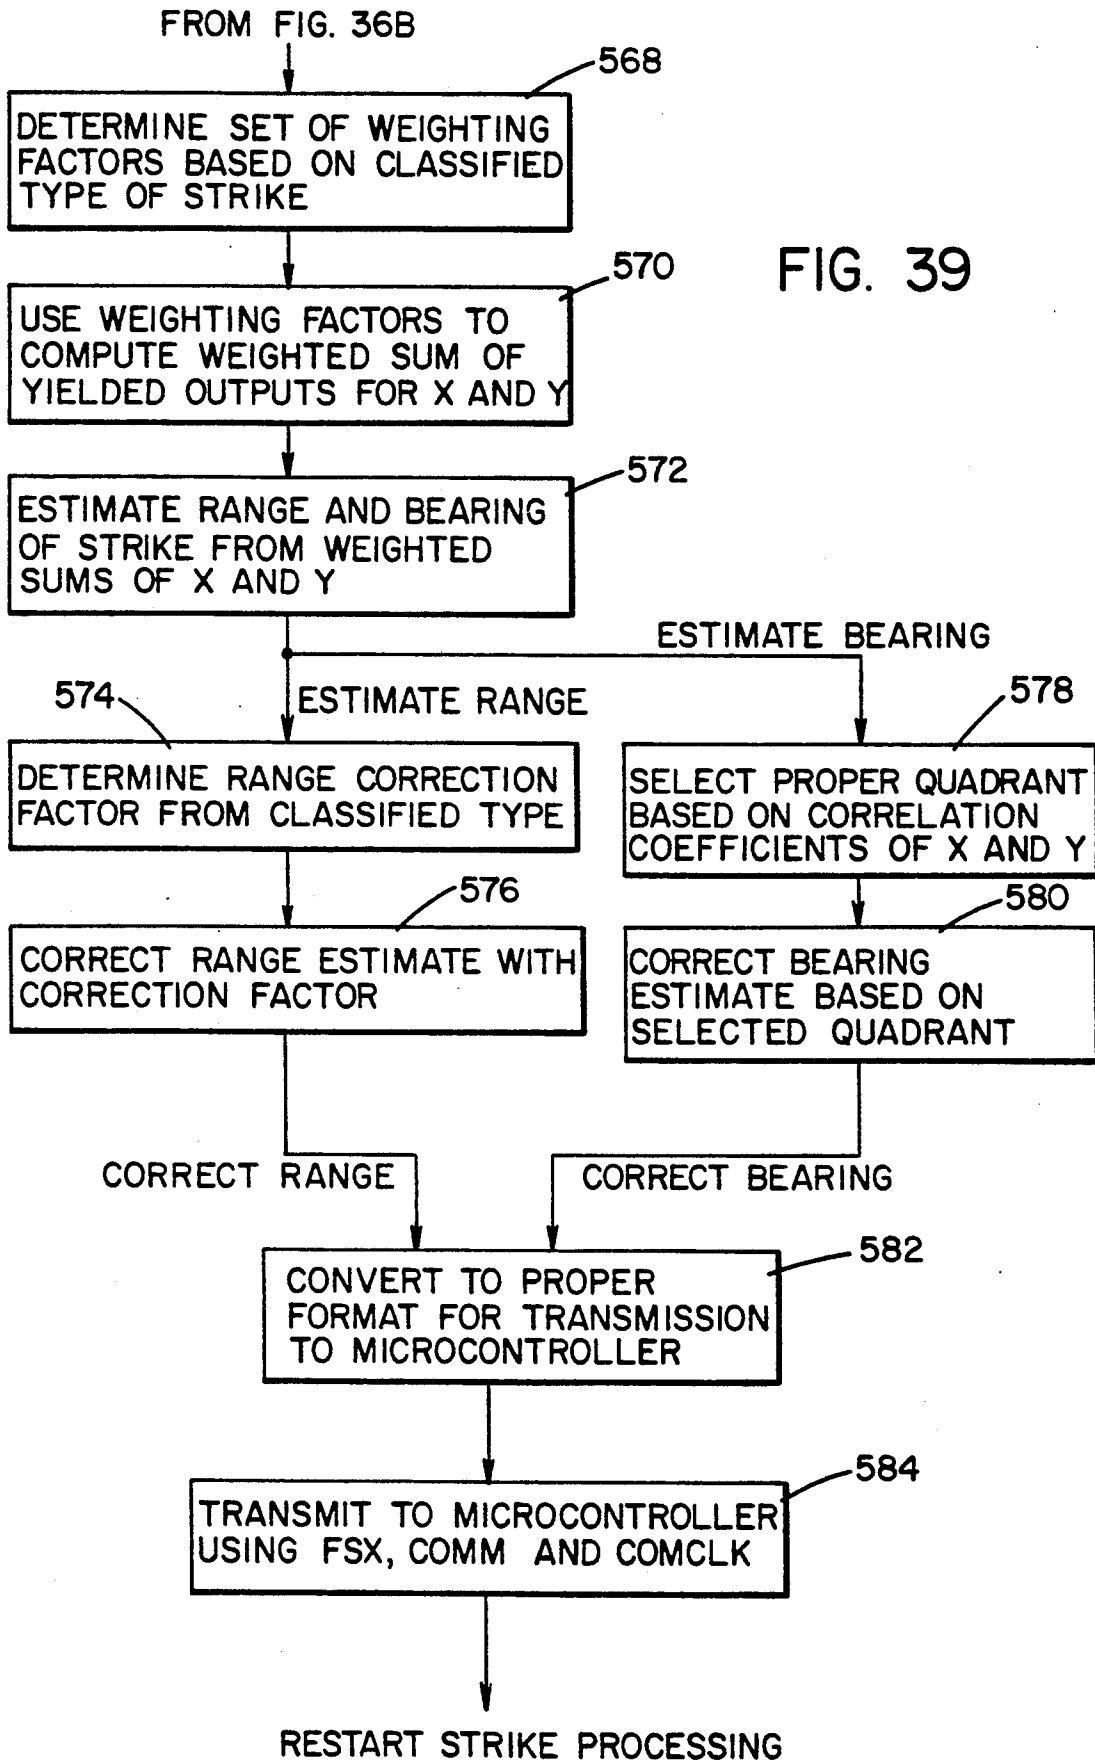 FROM FIG. 36B
568
DETERMINE SET OF WEIGHTING
FACTORS BASED ON CLASSIFIED
TYPE OF STRIKE
FIG. 39
570
USE WEIGHTING FACTORS TO
COMPUTE WEIGHTED SUM OF
YIELDED OUTPUTS FOR X AND Y
572
ESTIMATE RANGE AND BEARING
OF STRIKE FROM WEIGHTED
SUMS OF X AND Y
ESTIMATE BEARING
ESTIMATE RANGE
574
DETERMINE RANGE CORRECTION
FACTOR FROM CLASSIFIED TYPE
578
SELECT PROPER QUADRANT
BASED ON CORRELATION
COEFFICIENTS OF X AND Y
576
CORRECT RANGE ESTIMATE WITH
CORRECTION FACTOR
580
CORRECT BEARING
ESTIMATE BASED ON
SELECTED QUADRANT
CORRECT RANGE
CORRECT BEARING
582
CONVERT TO PROPER
FORMAT FOR TRANSMISSION
TO MICROCONTROLLER
584
TRANSMIT TO MICROCONTROLLER
USING FSX, COMM AND COMCLK
RESTART STRIKE PROCESSING